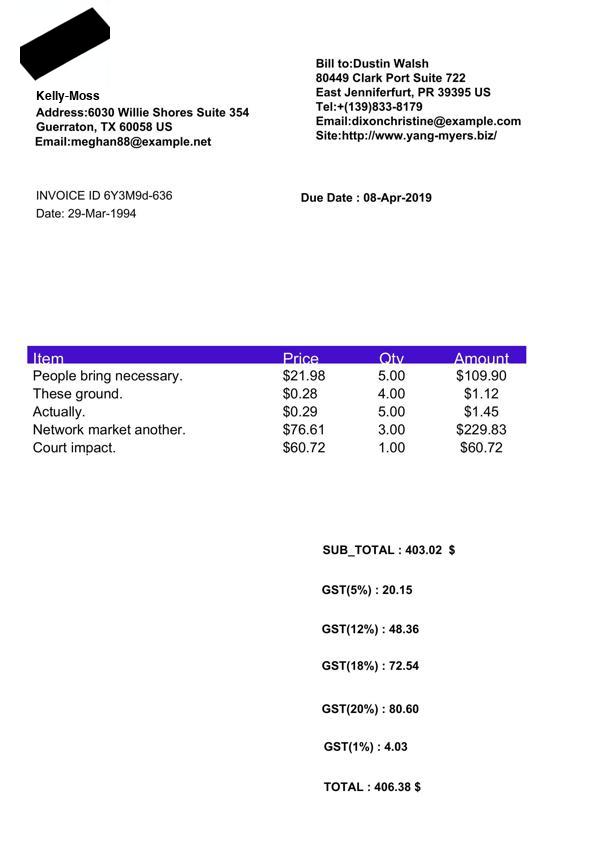 Kelly-Moss
Address:6030 Willie Shores Suite 354
Guerraton, TX 60058 US
Email:meghan88@example.net
Bill to:Dustin Walsh
80449 Clark Port Suite 722
East Jenniferfurt, PR 39395 US
Tel:+(139)833-8179
Email:dixonchristine@example.com
Site:http://www.yang-myers.biz/
INVOICE ID 6Y3M9d-636
Date: 29-Mar-1994
Due Date : 08-Apr-2019
Item Price Qty Amount
People bring necessary. $21.98 5.00 $109.90
These ground. $0.28 4.00 $1.12
Actually. $0.29 5.00 $1.45
Network market another. $76.61 3.00 $229.83
Court impact. $60.72 1.00 $60.72
SUB_TOTAL : 403.02 $
GST(5%) : 20.15
GST(12%) : 48.36
GST(18%) : 72.54
GST(20%) : 80.60
GST(1%) : 4.03
TOTAL : 406.38 $